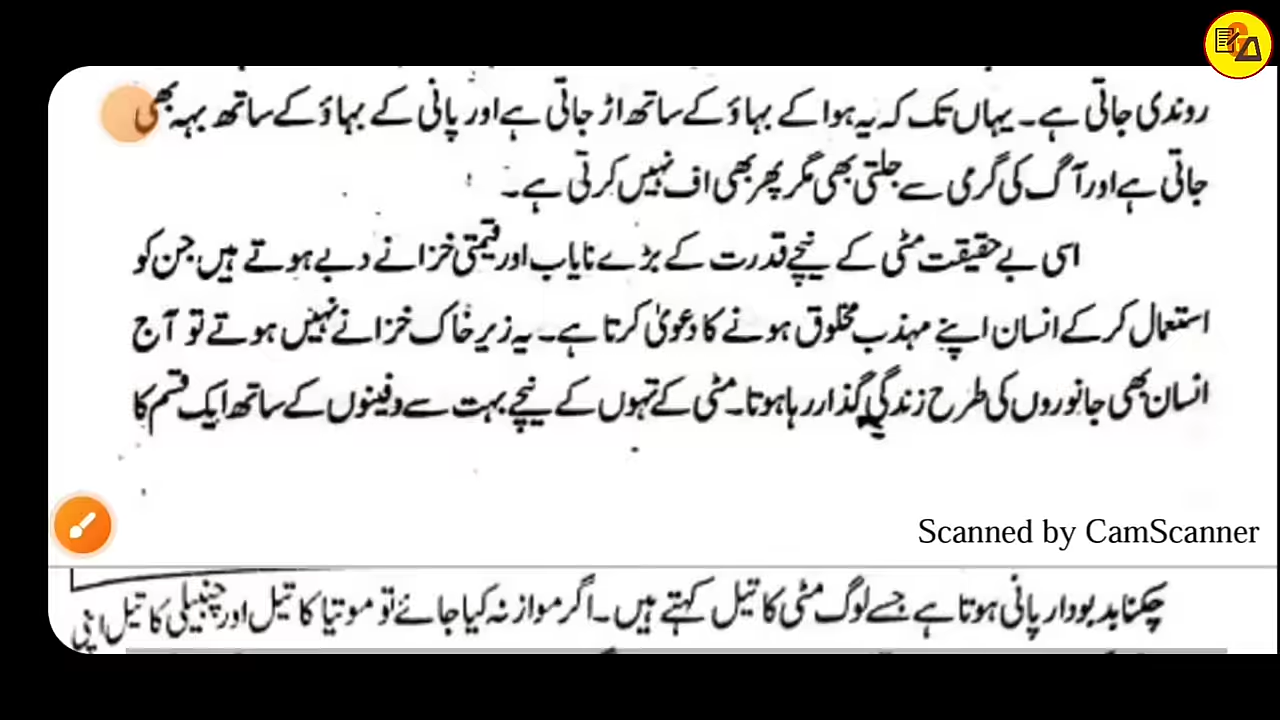 روندی جاتی ہے۔ یہاں تک کہ یہ ہوا کے بہاؤ کے ساتھ اڑ جاتی ہے اور پانی کے بہاؤ کے ساتھ بہہ بھی
جاتی ہے اور آگ کی گرمی سے جلتی بھی مگر پھر بھی اف نہیں کرتی ہے۔
اسی بے حقیقت مٹی کے نیچے قدرت کے بڑے نایاب اور قیمتی خزانے دبے ہوتے ہیں جن کو
استعمال کر کے انسان اپنے مہذب مخلوق ہونے کا دعویٰ کرتا ہے۔ یہ زیر خاک خزانے نہیں ہوتے تو آج
انسان بھی جانوروں کی طرح زندگی گذار رہا ہوتا۔ مٹی کے تہوں کے نیچے بہت سے دفینوں کے ساتھ ایک قسم کا
Scanned by CamScanner
چکنا بدبودار پانی ہوتا ہے جسے لوگ مٹی کا تیل کہتے ہیں۔ اگر موازنہ کیا جائے تو موتیا کا تیل اور چنبیلی کا تیل اپنی